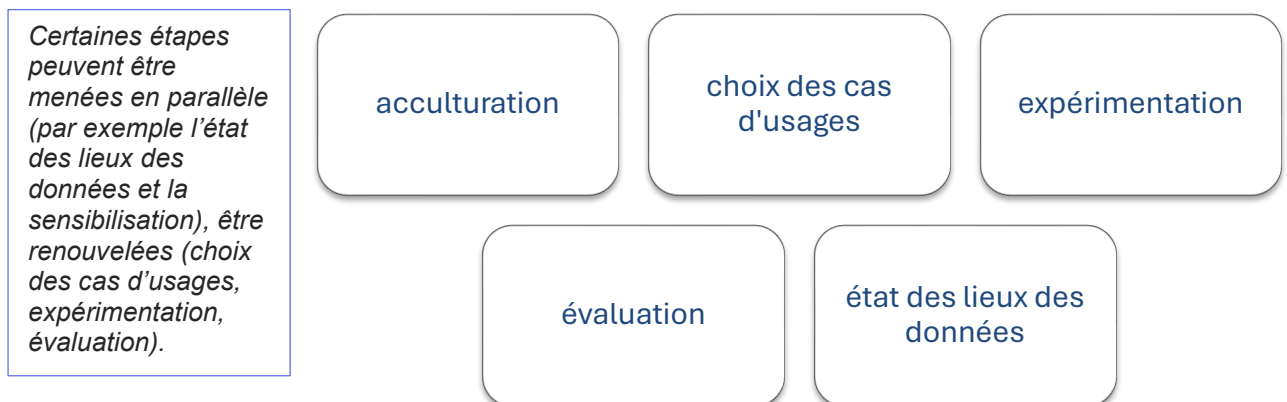 Certaines étapes
peuvent être
menées en parallèle
(par exemple l’état
des lieux des
données et la
sensibilisation), être
renouvelées (choix
des cas d’usages,
expérimentation,
évaluation).
acculturation
choix des cas
d'usages
expérimentation
évaluation
état des lieux des
données